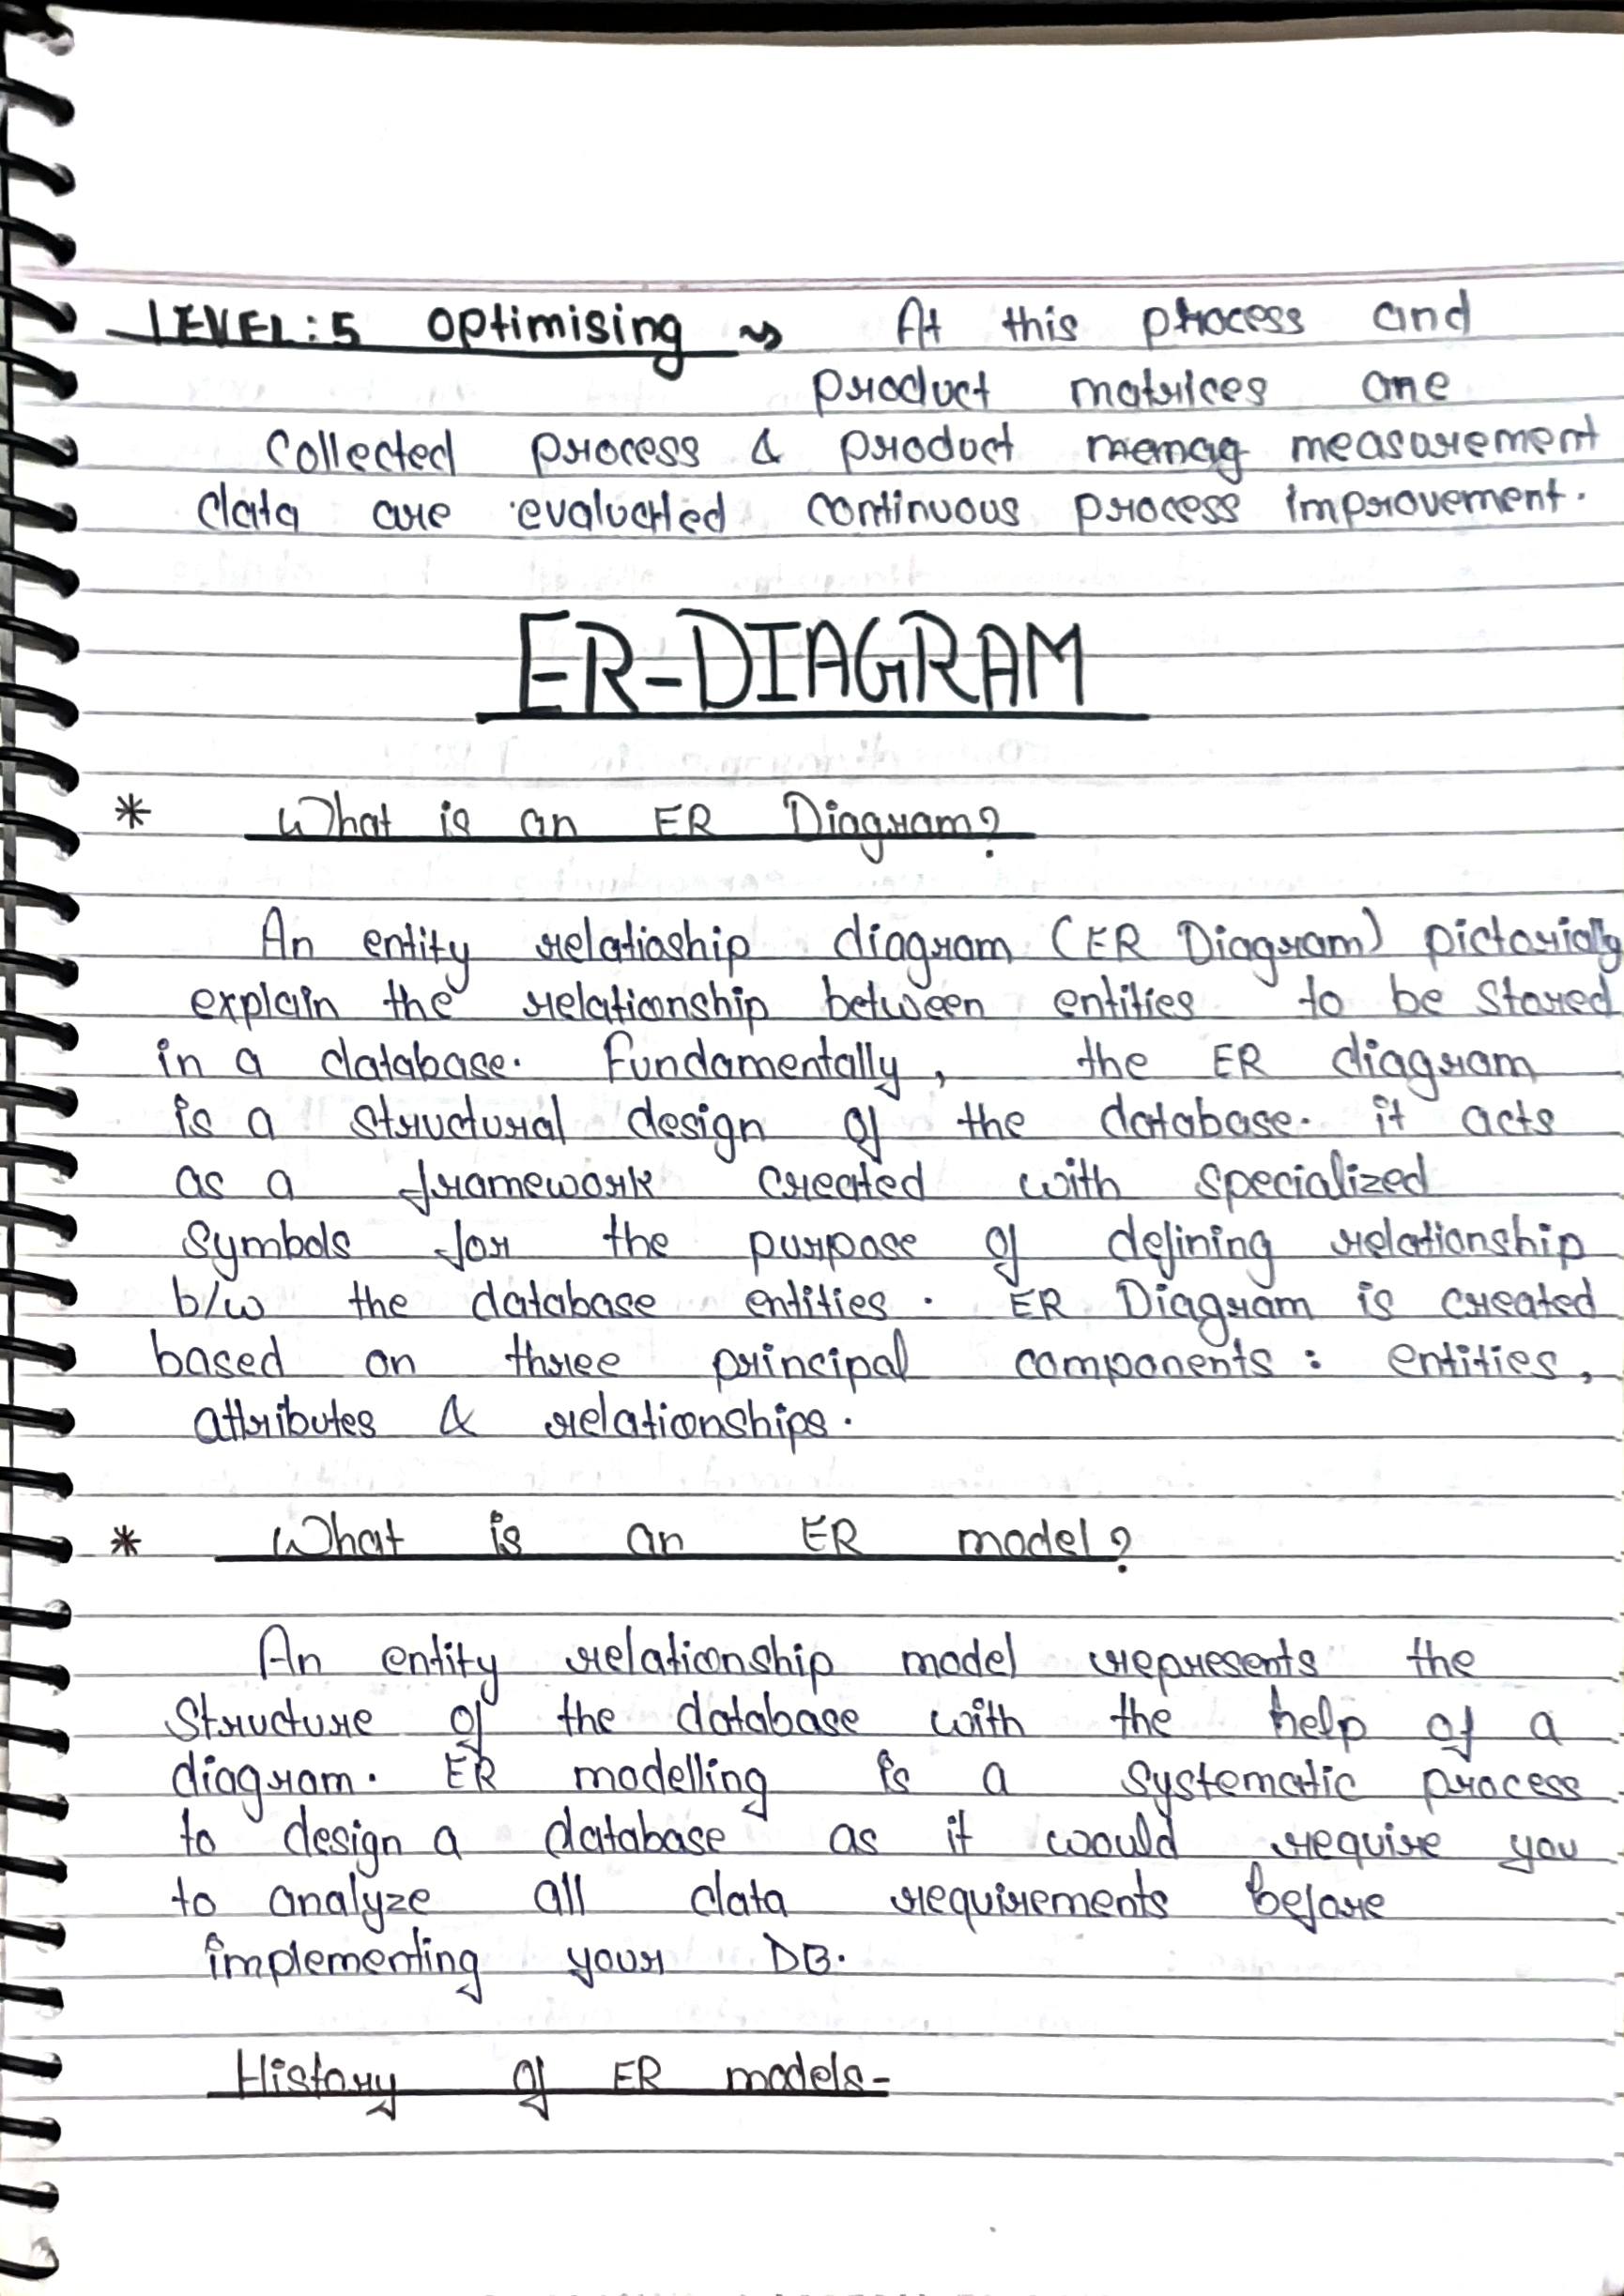 LEVEL:5 optimising ⇝ At this process and
product matrices are
Collected process & product measurement
data are evaluated continuous process improvement.
ER-DIAGRAM
* What is an ER Diagram?
An entity relatioship diagram (ER Diagram) pictorially
explain the relationship between entities to be stored
in a database. Fundamentally, the ER diagram
is a structural design of the database. it acts
as a framework created with specialized
symbols for the purpose of defining relationship
b/w the database entities. ER Diagram is created
based on three principal components: entities,
attributes & relationships.
* What is an ER model?
An entity relationship model represents the
Structure of the database with the help of a
diagram. ER modelling is a systematic process
to design a database as it would require you
to analyze all data requirements before
implementing your DB.
History of ER models-